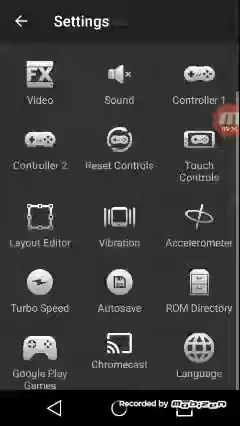 Settings
FX
Video
Sound
Controller 1
Controller 2
Reset Controls
Touch
Controls
Layout Editor
Vibration
Accelerometer
Turbo Speed
Autosave
ROM Directory
Google Play
Games
Chromecast
Language
Recorded by mobizen